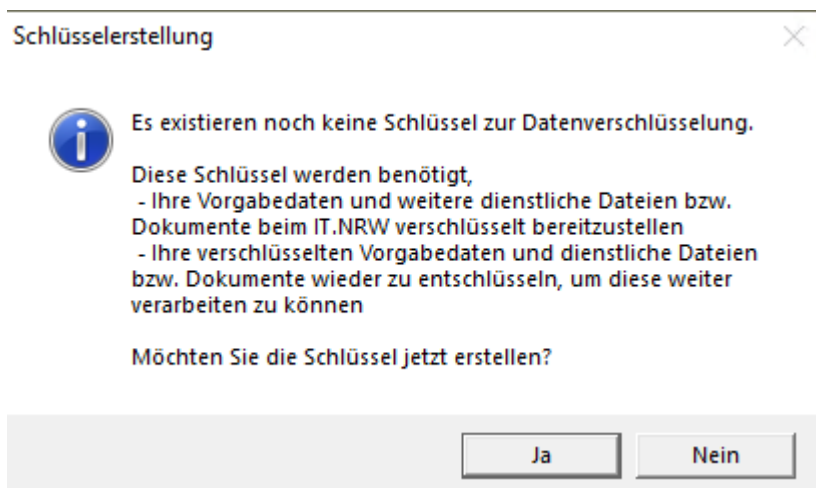 Schlüsselerstellung
Es existieren noch keine Schlüssel zur Datenverschlüsselung.
Diese Schlüssel werden benötigt,
- Ihre Vorgabedaten und weitere dienstliche Dateien bzw.
Dokumente beim IT.NRW verschlüsselt bereitzustellen
- Ihre verschlüsselten Vorgabedaten und dienstliche Dateien
bzw. Dokumente wieder zu entschlüsseln, um diese weiter
verarbeiten zu können
Möchten Sie die Schlüssel jetzt erstellen?
Ja
Nein